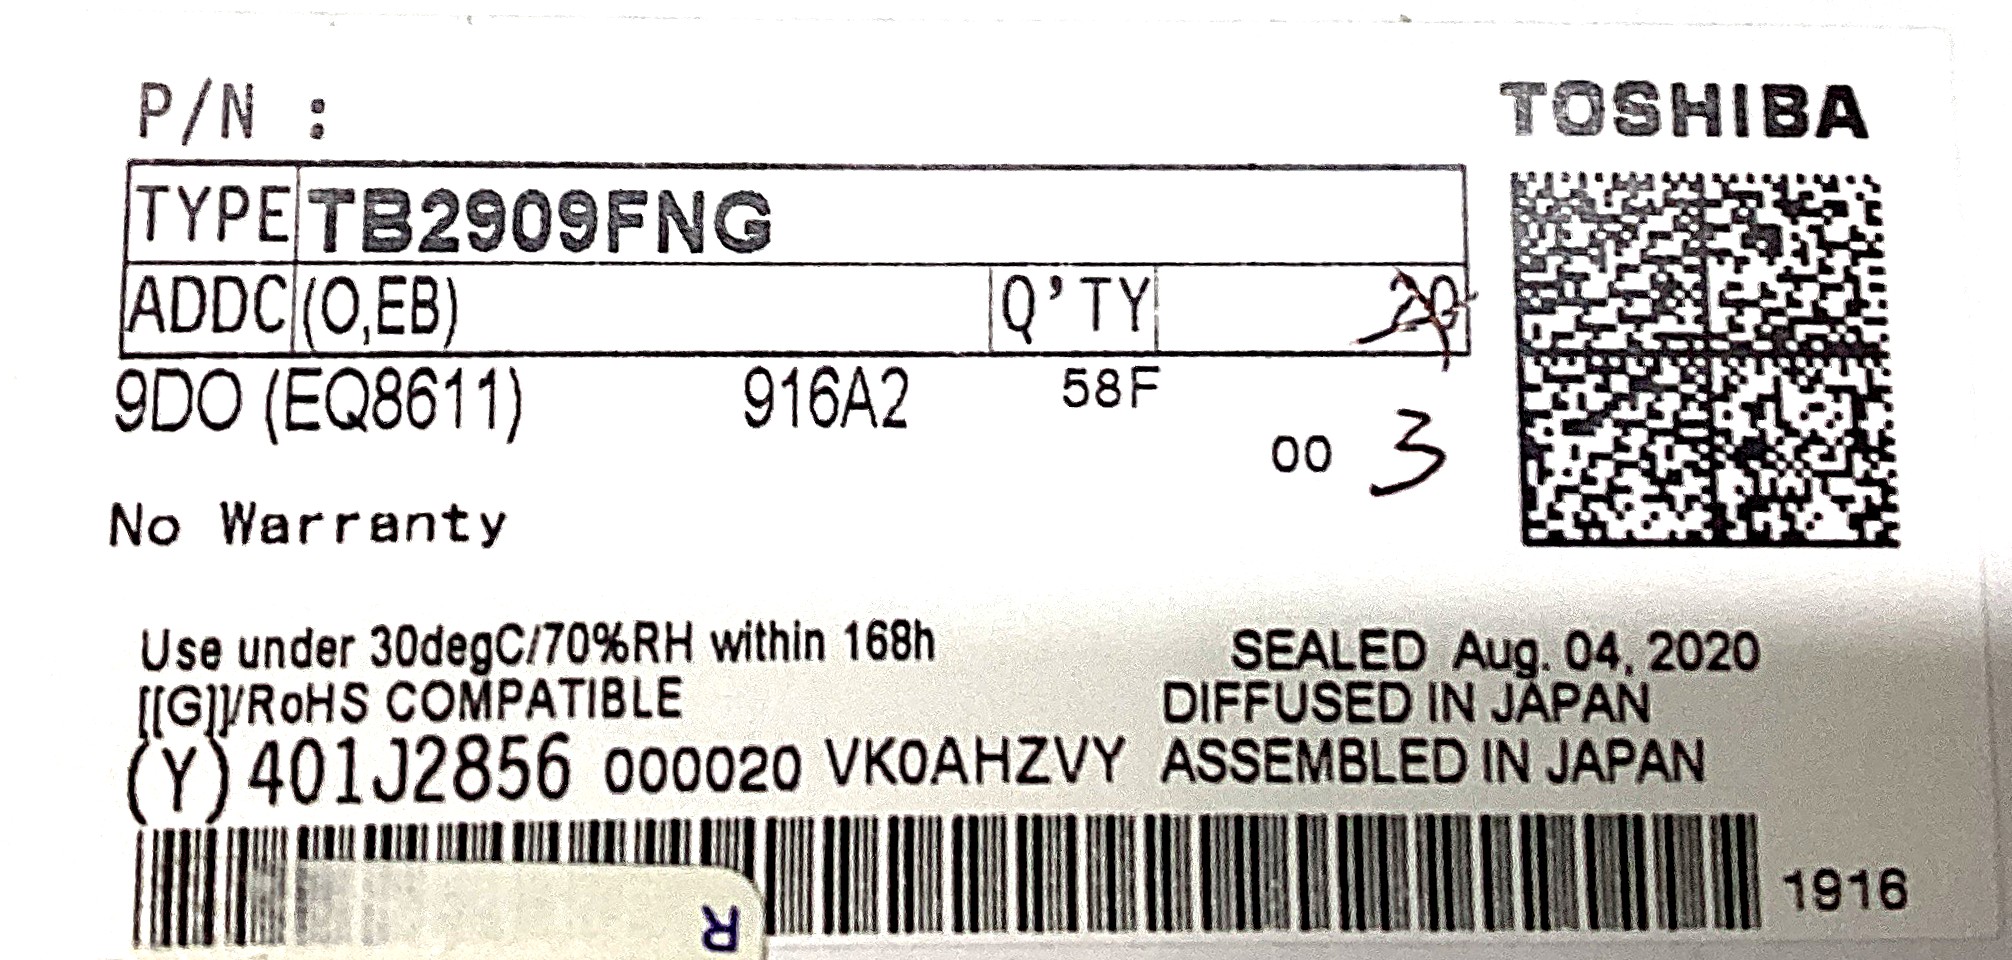 P/N :
TOSHIBA
TYPE TB2909FNG
ADDC (O,EB) Q'TY 20
9DO (EQ8611) 916A2 58F
00 3
No Warranty
Use under 30degC/70%RH within 168h
SEALED Aug. 04, 2020
[[G]]/RoHS COMPATIBLE
DIFFUSED IN JAPAN
(Y) 401J2856 000020 VK0AHZVY ASSEMBLED IN JAPAN
1916
R